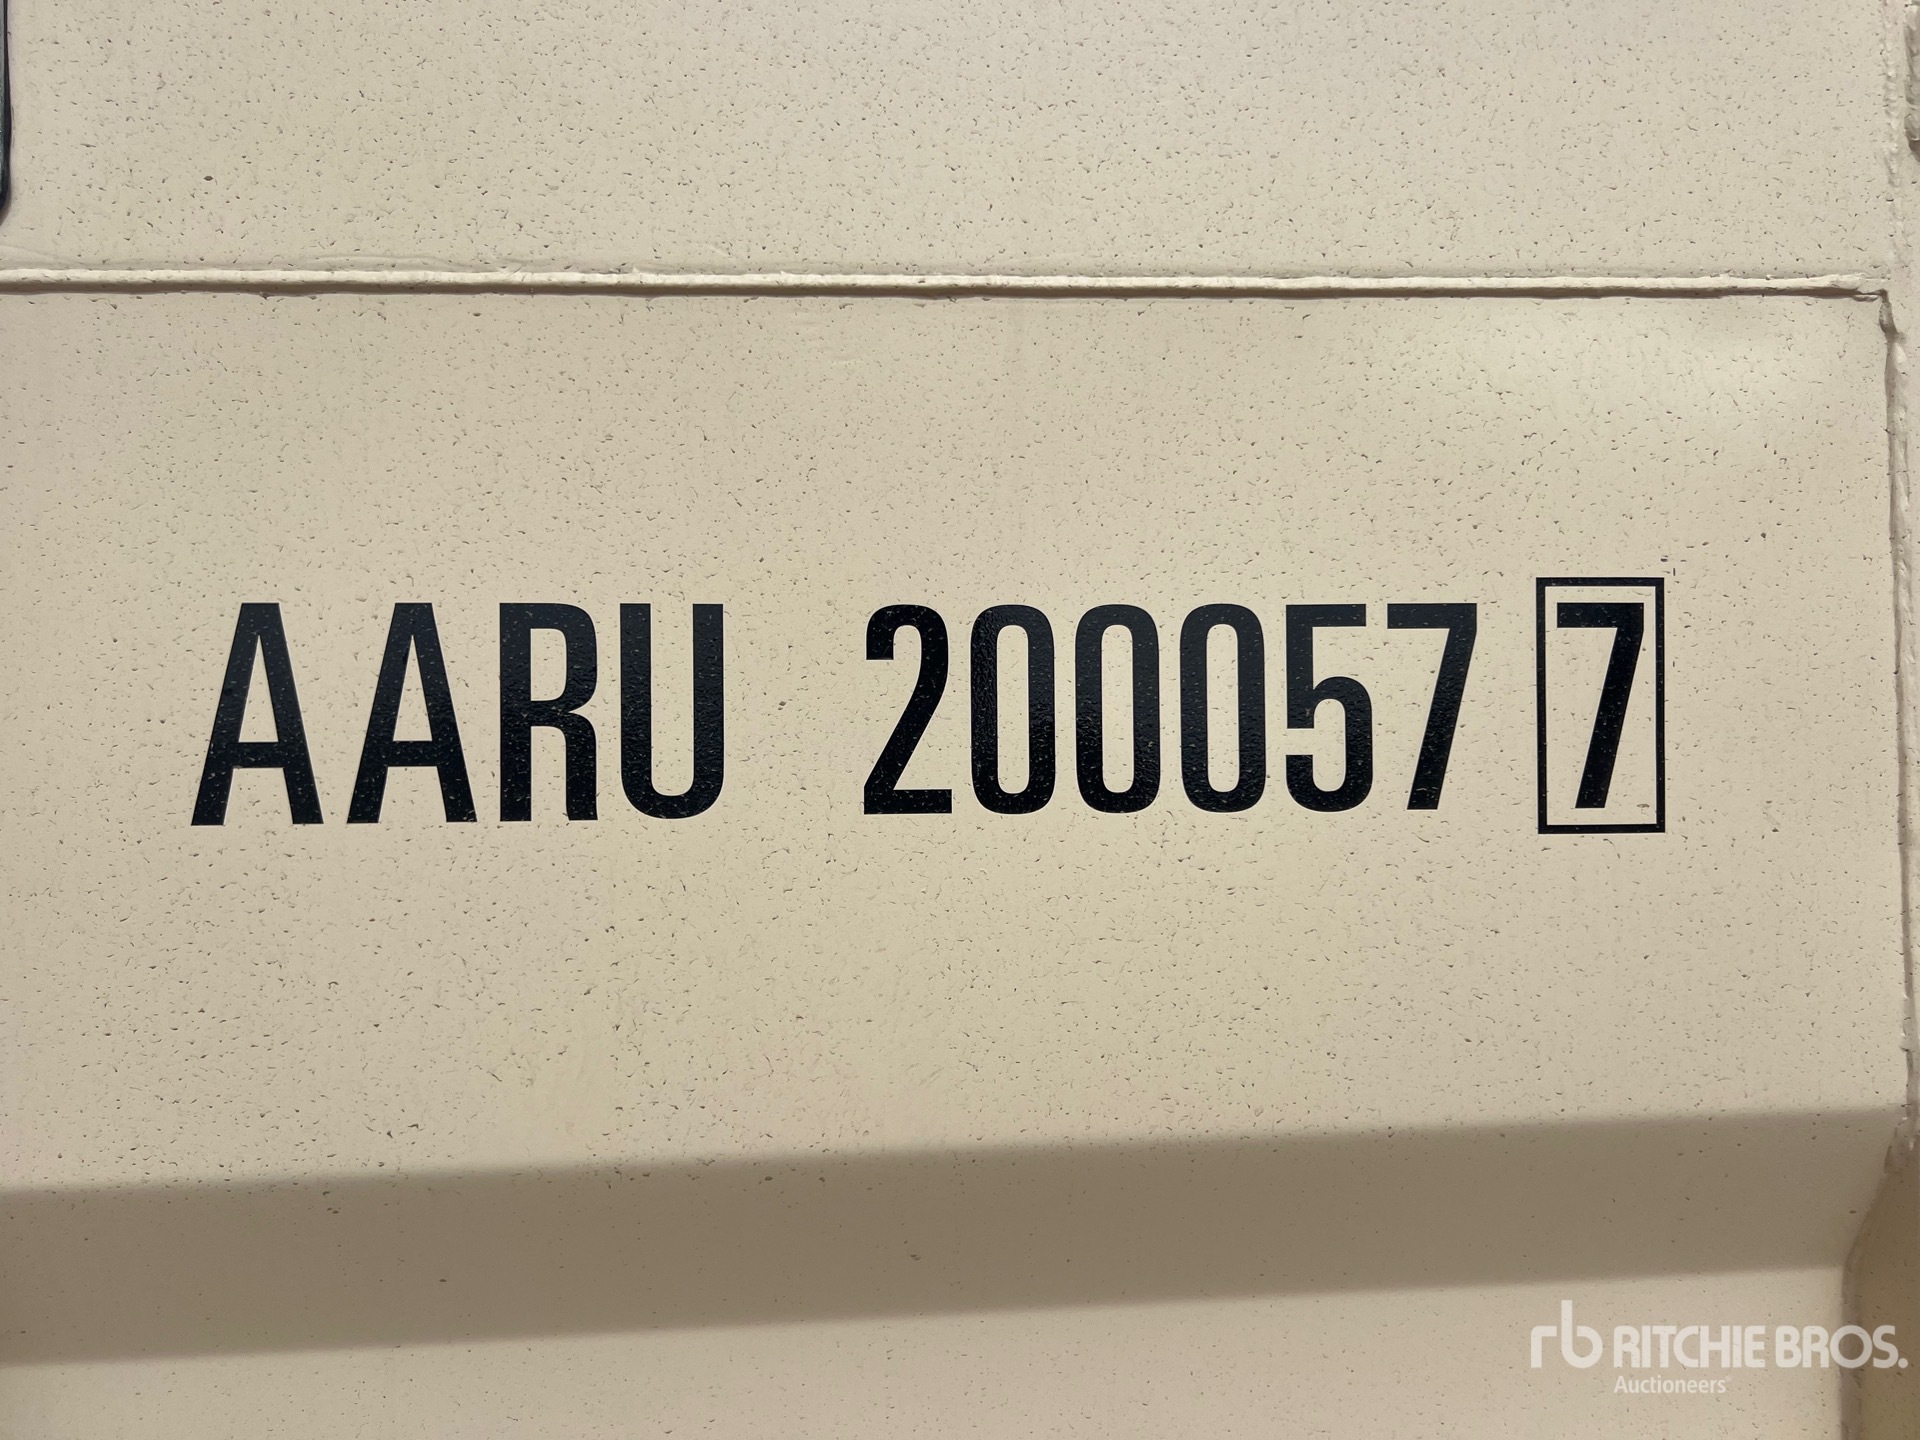 AARU 200057 7
rb RITCHIE BROS.
Auctioneers